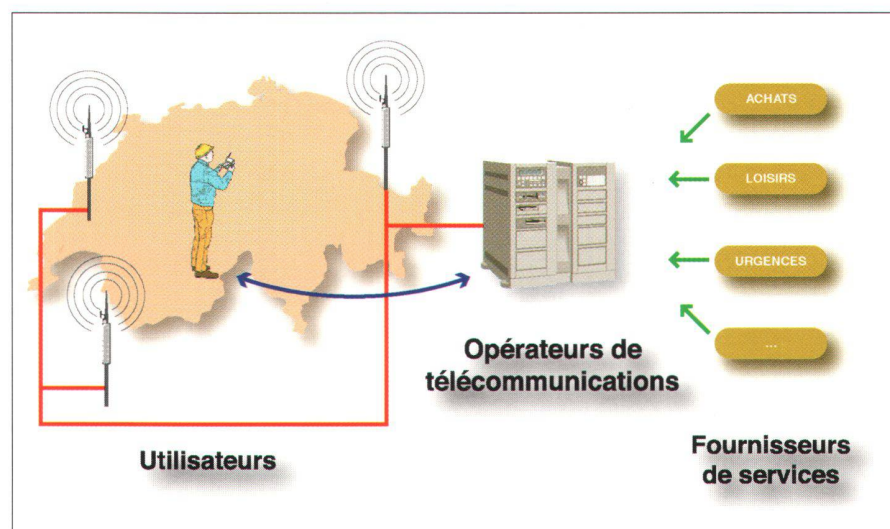 ACHATS
LOISIRS
URGENCES
...
Opérateurs de
télécommunications
Utilisateurs
Fournisseurs
de services